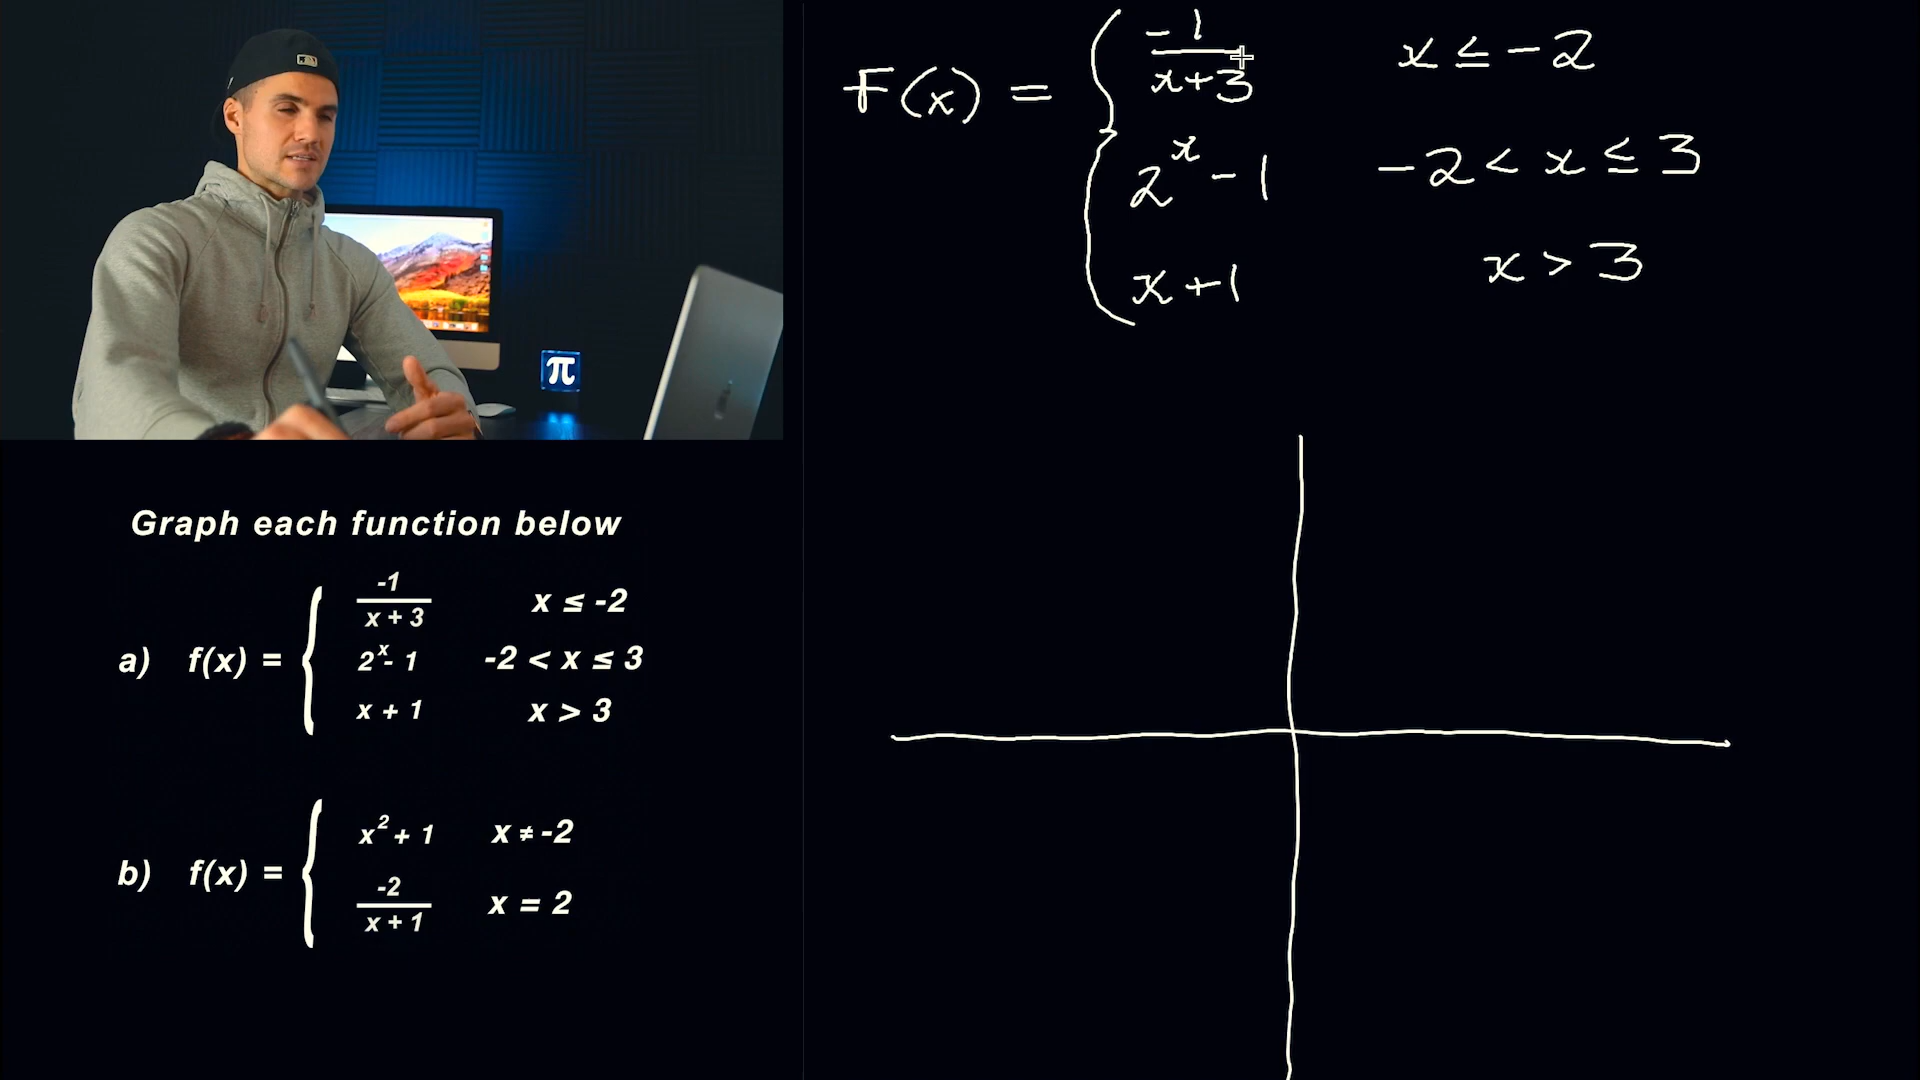 π
Graph each function below
a) f(x) = { -1/(x + 3)    x ≤ -2
2^x - 1    -2 < x ≤ 3
x + 1    x > 3
b) f(x) = { x² + 1    x ≠ -2
-2/(x + 1)    x = 2
F(x) = { -1/(x+3)    x ≤ -2
2^x - 1    -2 < x ≤ 3
x+1    x > 3